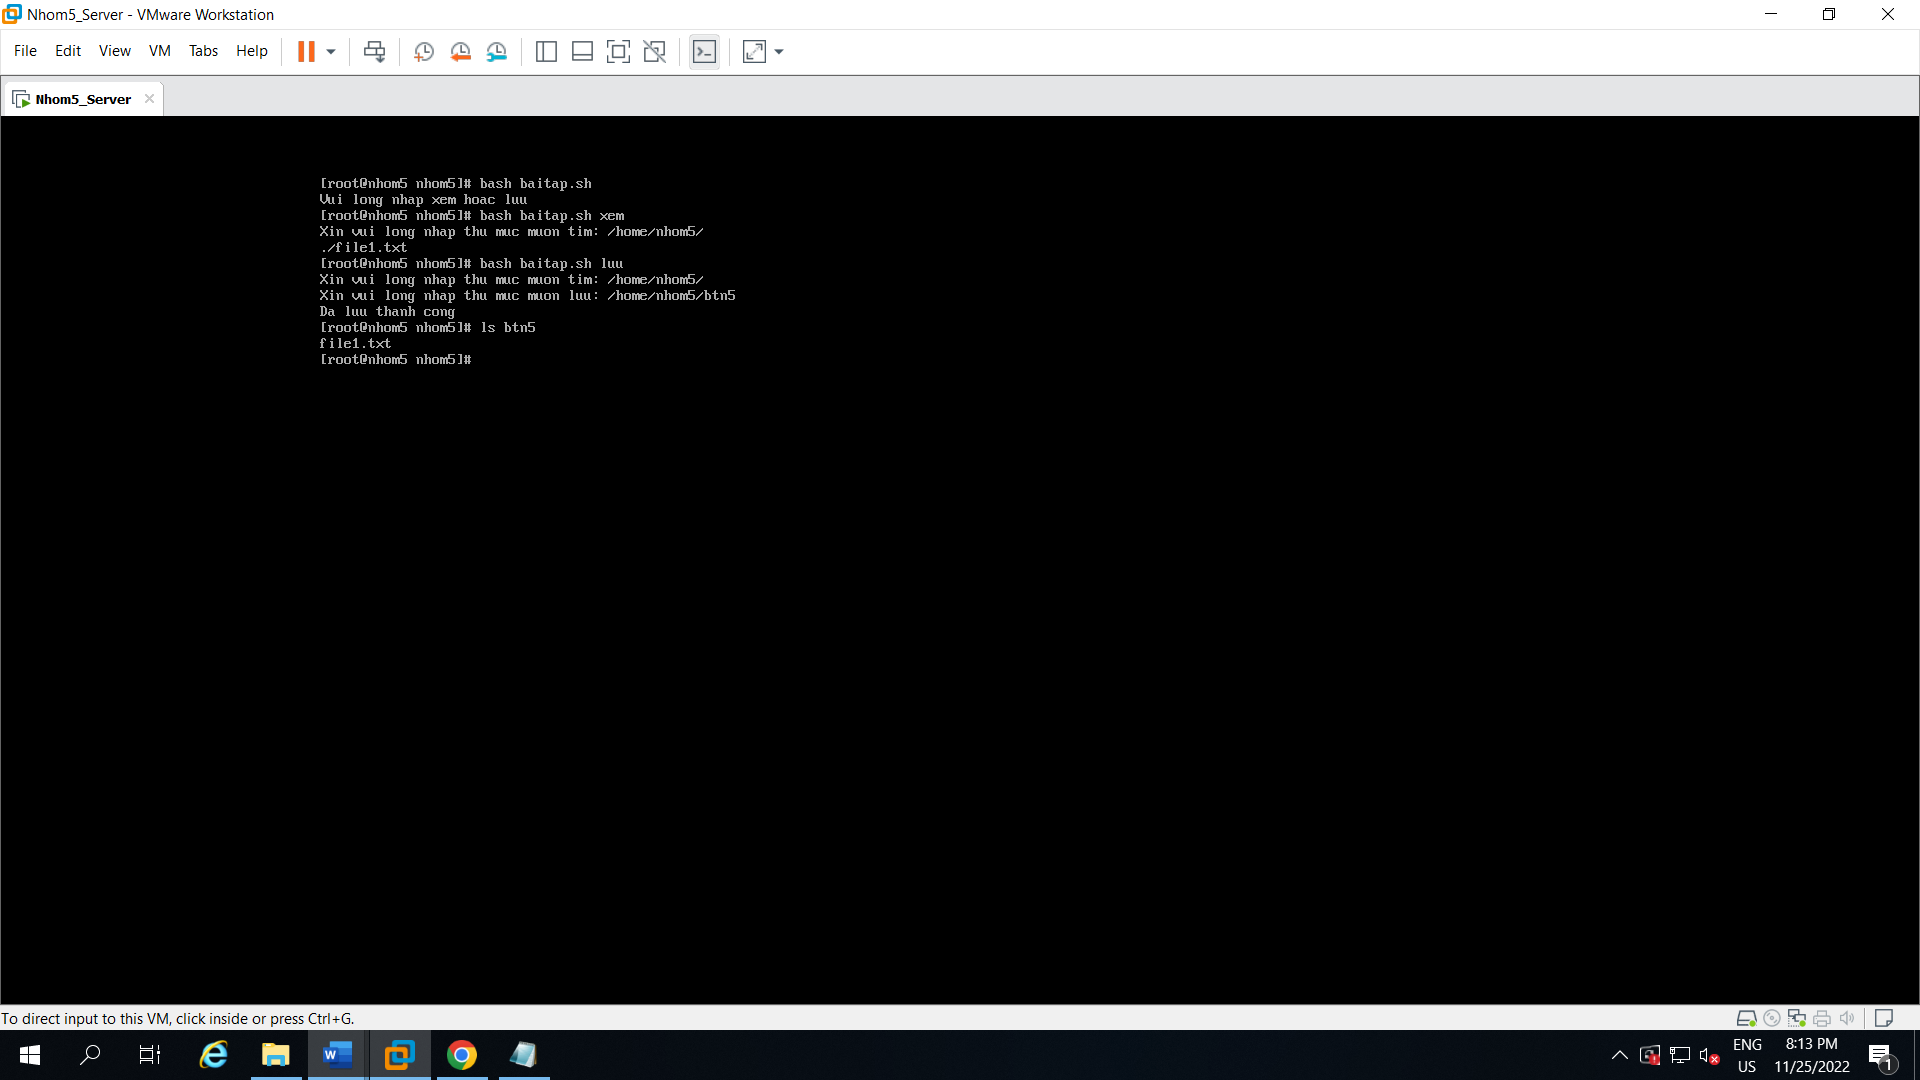 Nhom5_Server - VMware Workstation
File Edit View VM Tabs Help
Nhom5_Server
[root@nhom5 nhom5]# bash baitap.sh
Vui long nhap xem hoac luu
[root@nhom5 nhom5]# bash baitap.sh xem
Xin vui long nhap thu muc muon tim: /home/nhom5/
./file1.txt
[root@nhom5 nhom5]# bash baitap.sh luu
Xin vui long nhap thu muc muon tim: /home/nhom5/
Xin vui long nhap thu muc muon luu: /home/nhom5/btn5
Da luu thanh cong
[root@nhom5 nhom5]# ls btn5
file1.txt
[root@nhom5 nhom5]#
To direct input to this VM, click inside or press Ctrl+G.
ENG 8:13 PM
US 11/25/2022
1